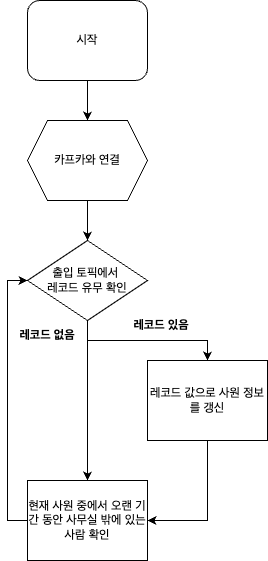 시작
카프카와 연결
출입 토픽에서
레코드 유무 확인
레코드 없음
레코드 있음
레코드 값으로 사원 정보
를 갱신
현재 사원 중에서 오랜 기
간 동안 사무실 밖에 있는
사람 확인